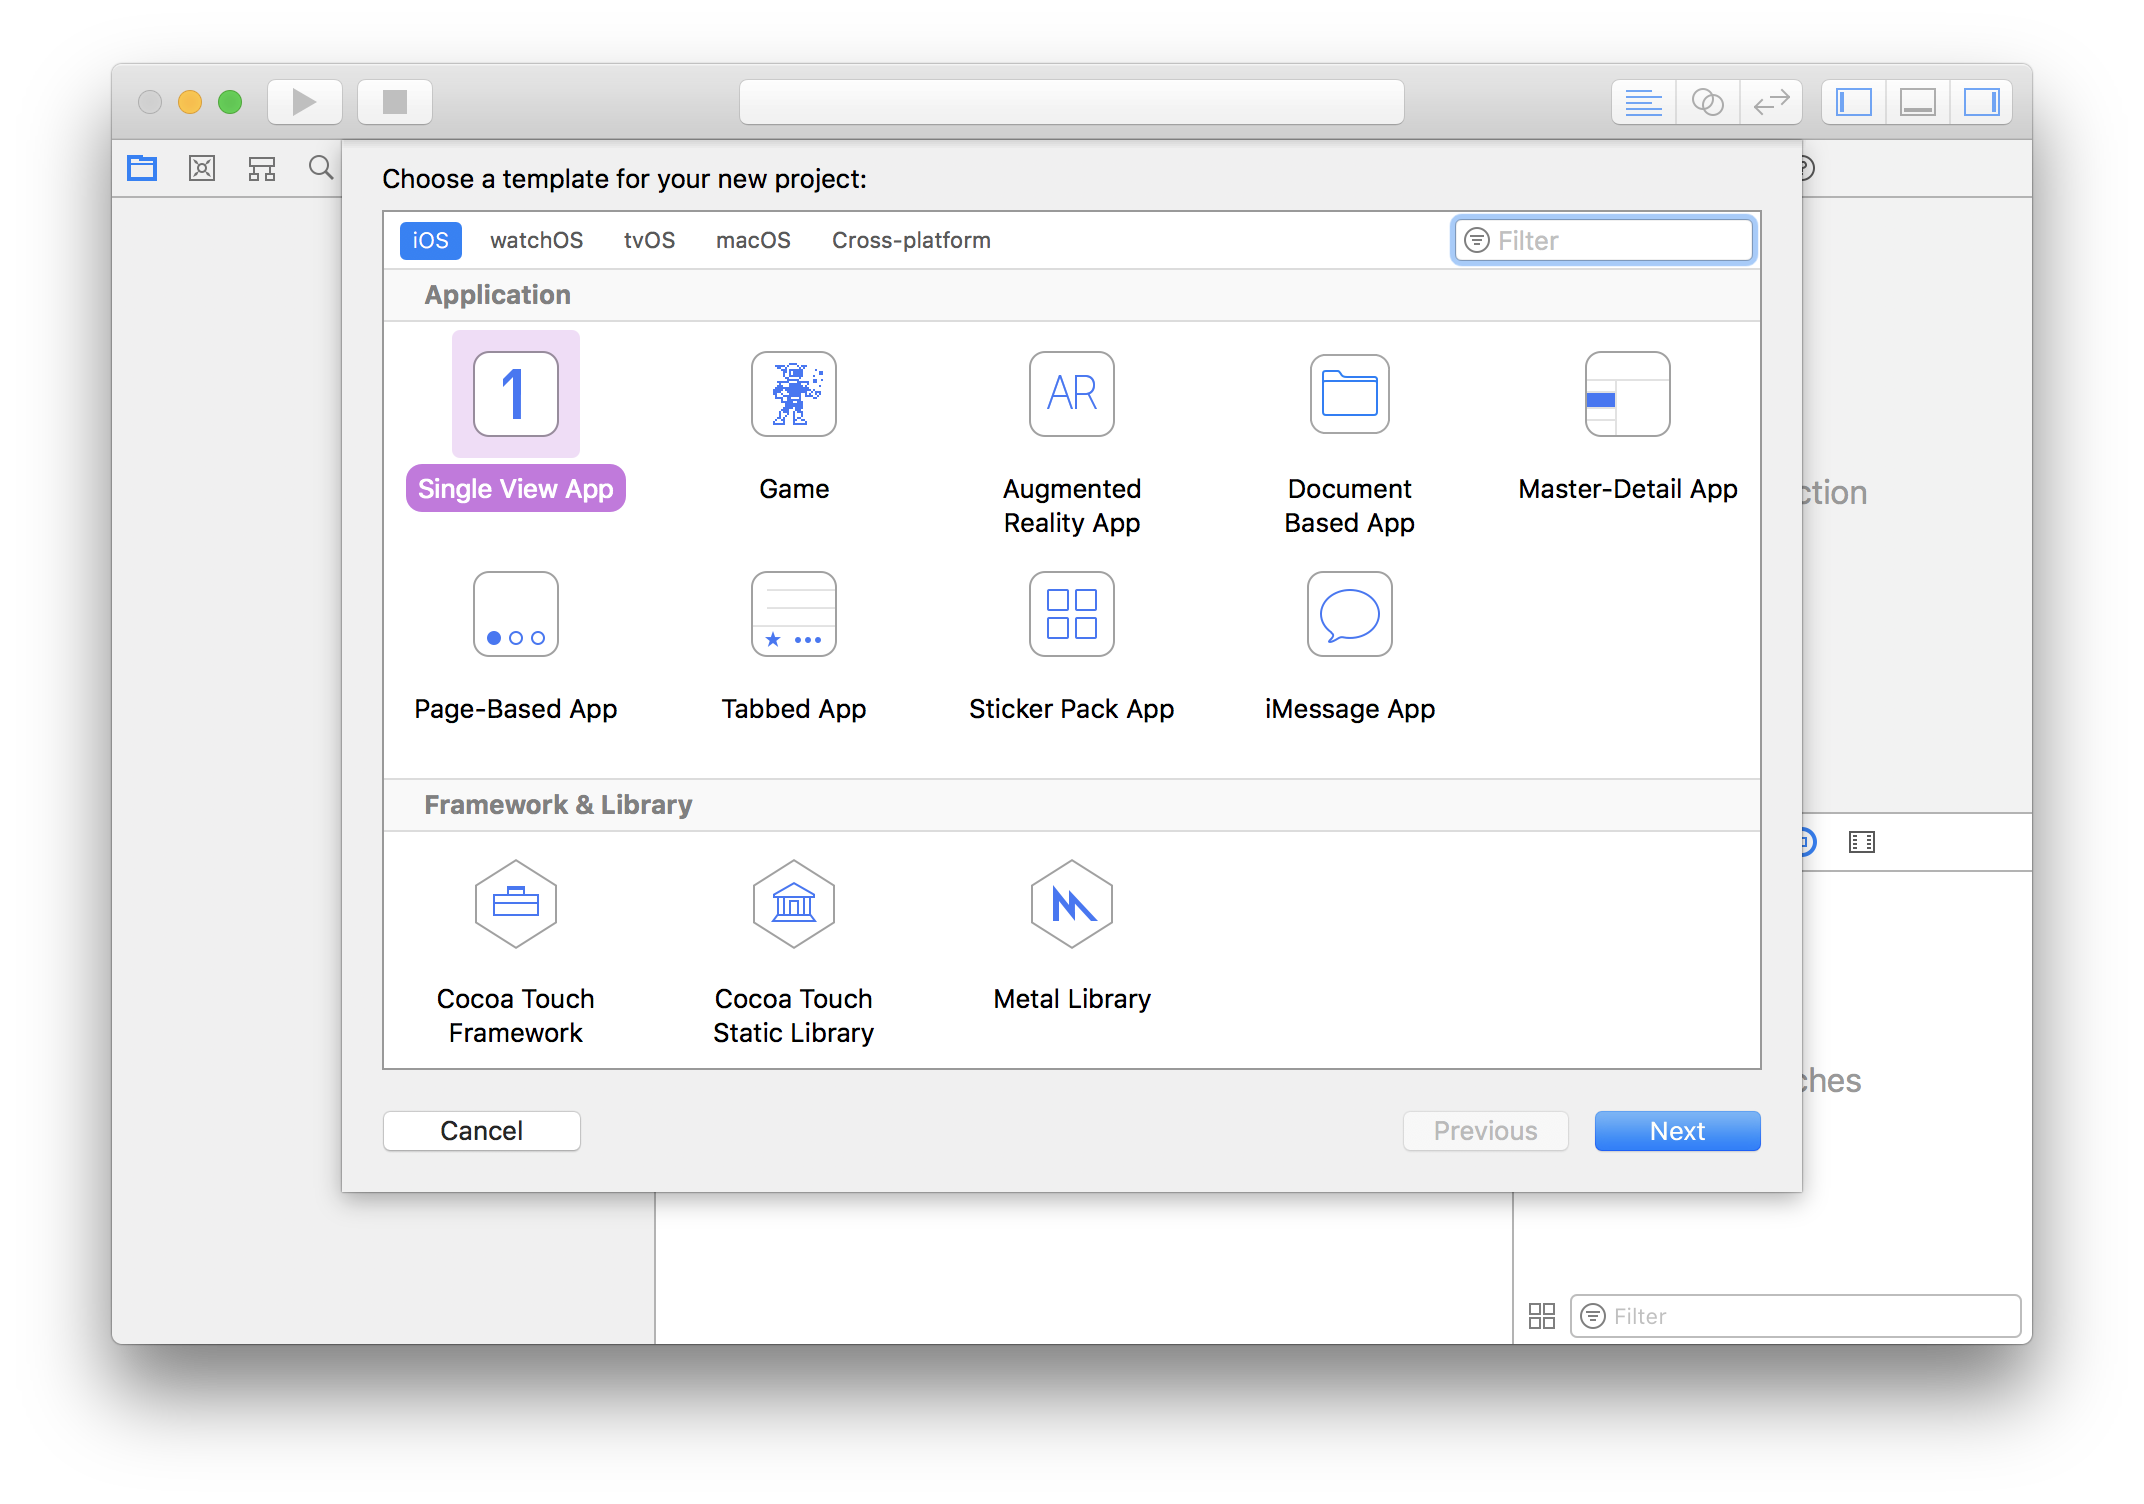 Choose a template for your new project:
iOS watchOS tvOS macOS Cross-platform Filter
Application
1
AR
Single View App Game Augmented Reality App Document Based App Master-Detail App
ction
Page-Based App Tabbed App Sticker Pack App iMessage App
Framework & Library
Cocoa Touch Framework Cocoa Touch Static Library Metal Library
ches
Cancel Previous Next
Filter